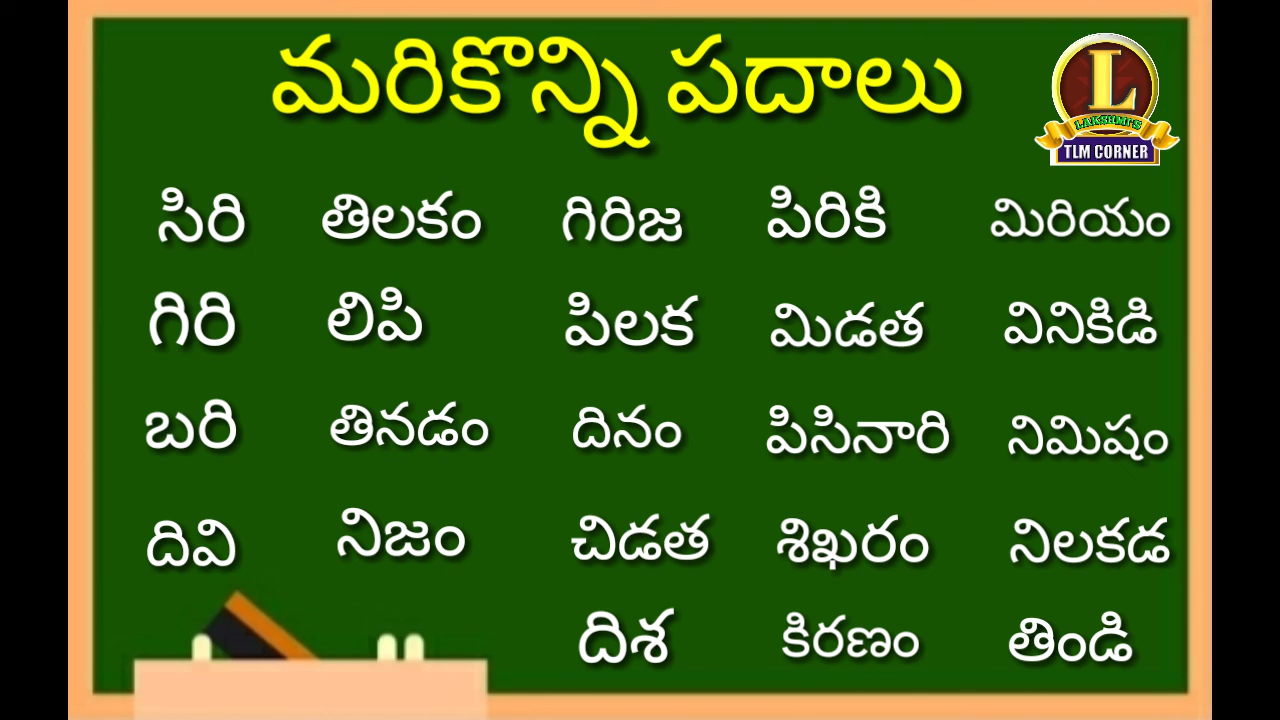 మరికొన్ని పదాలు
L
LAKSHMI'S
TLM CORNER
సిరి తిలకం గిరిజ పిరికి మిరియం
గిరి లిపి పిలక మిడత వినికిడి
బరి తినడం దినం పిసినారి నిమిషం
దివి నిజం చిడత శిఖరం నిలకడ
దిశ కిరణం తిండి